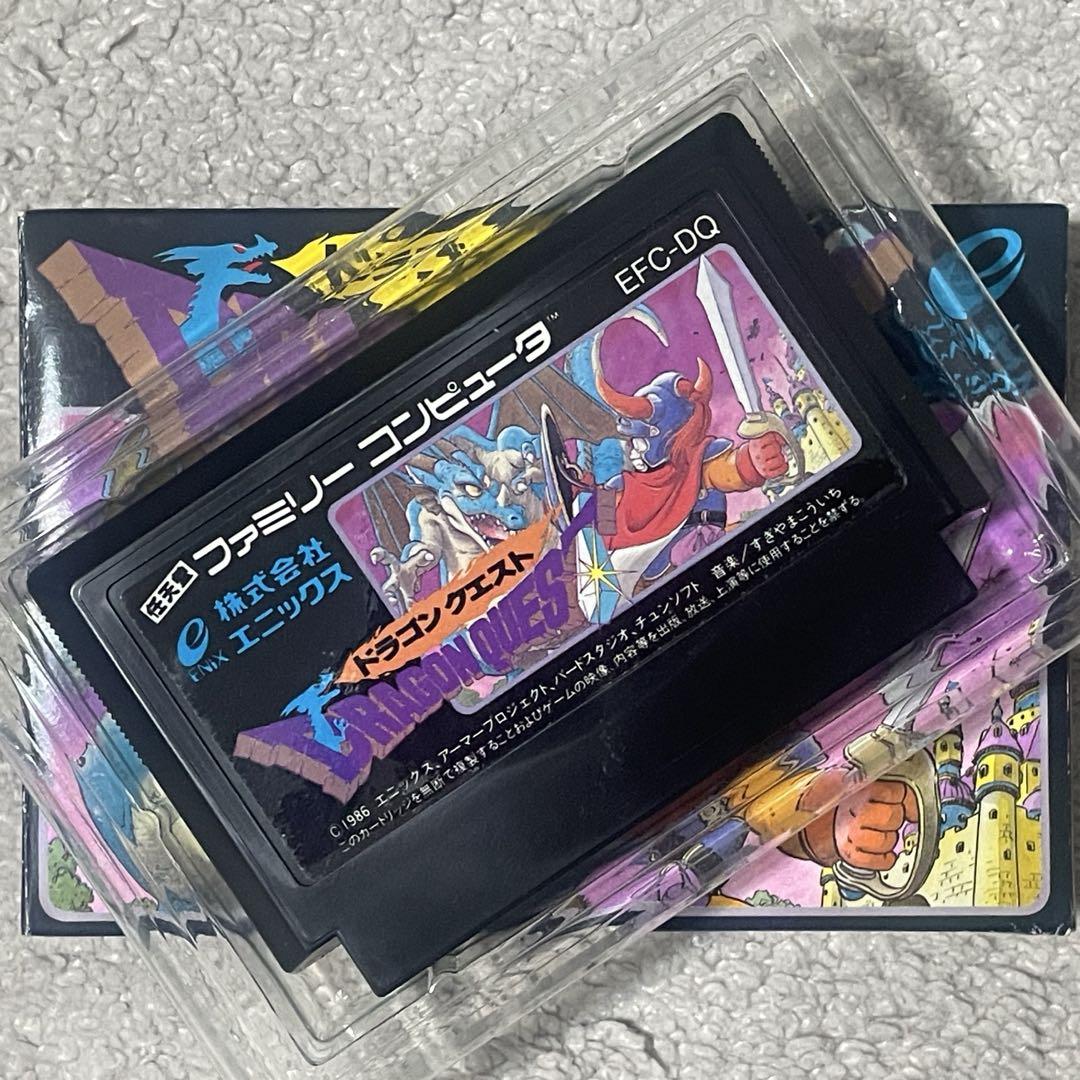 EFC-DQ
任天堂 ファミリー コンピュータ™
株式会社
エニックス
ENIX
ドラゴン クエスト
DRAGON QUEST
©1986 エニックス、アーマープロジェクト、バードスタジオ、チュンソフト 音楽/すぎやまこういち
このカートリッジを無断で複製することおよびゲームの映像、内容等を出版、放送、上演等に使用することを禁ずる。